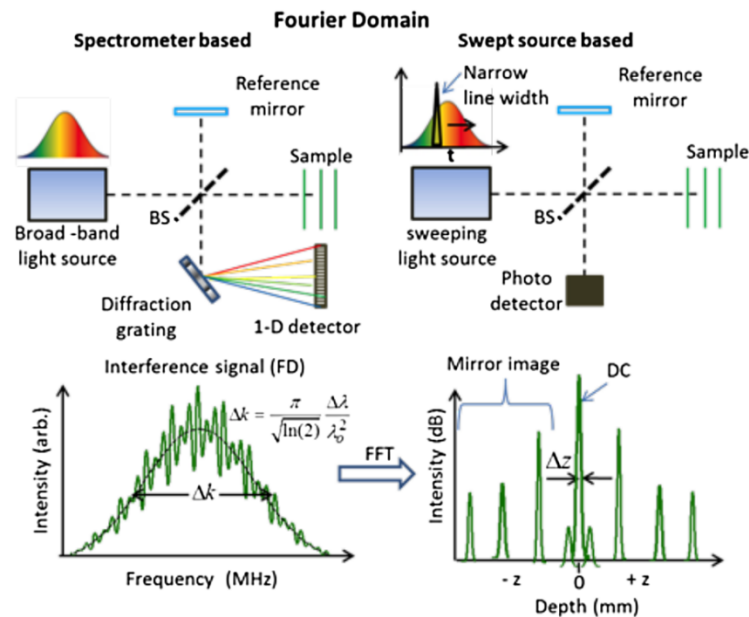 Fourier Domain
Spectrometer based
Swept source based
Reference
mirror
Sample
BS
Broad -band
light source
Diffraction
grating
1-D detector
Narrow
line width
t
Reference
mirror
Sample
BS
sweeping
light source
Photo
detector
Interference signal (FD)
Δk = π/√ln(2) Δλ/λ₀²
Δk
Intensity (arb.)
Frequency (MHz)
FFT
Mirror image
DC
Δz
Intensity (dB)
- z 0 + z
Depth (mm)